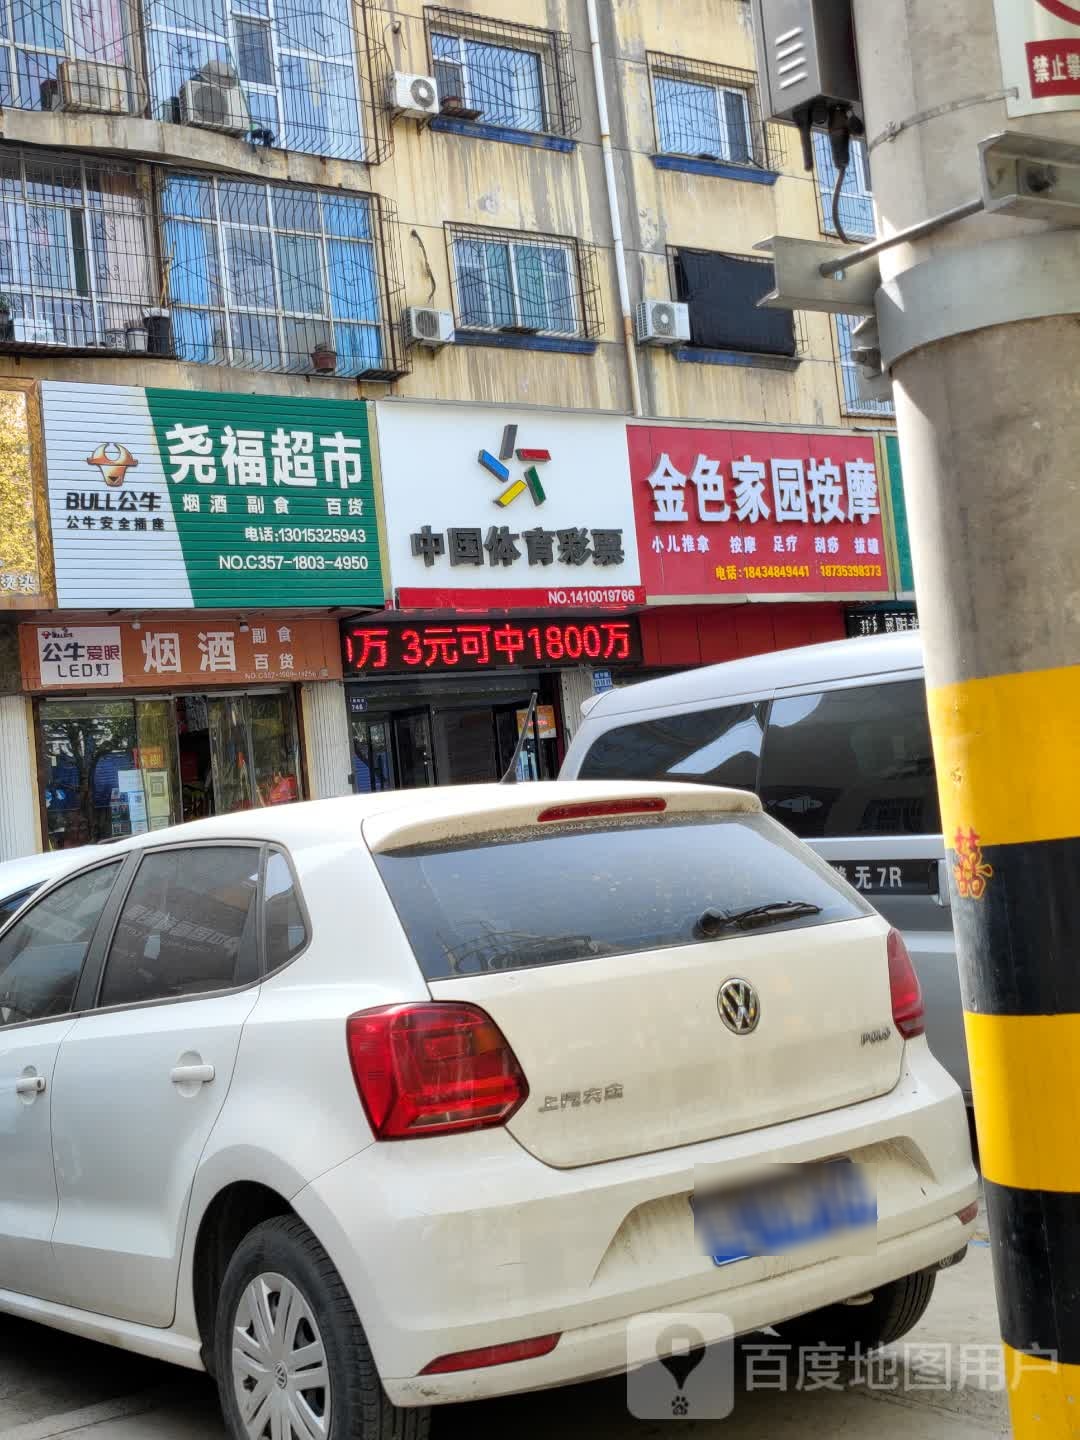 禁止攀
尧福超市
BULL公牛
公牛安全插座
烟酒 副食 百货
电话:13015325943
NO.C357-1803-4950
中国体育彩票
NO.1410019766
金色家园按摩
小儿推拿 按摩 足疗 刮痧 拔罐
电话:18434849441 18735398373
公牛爱眼
LED灯
烟酒
副食
百货
万 3元可中1800万
746
无7R
囍
POLO
上汽大众
百度地图用户